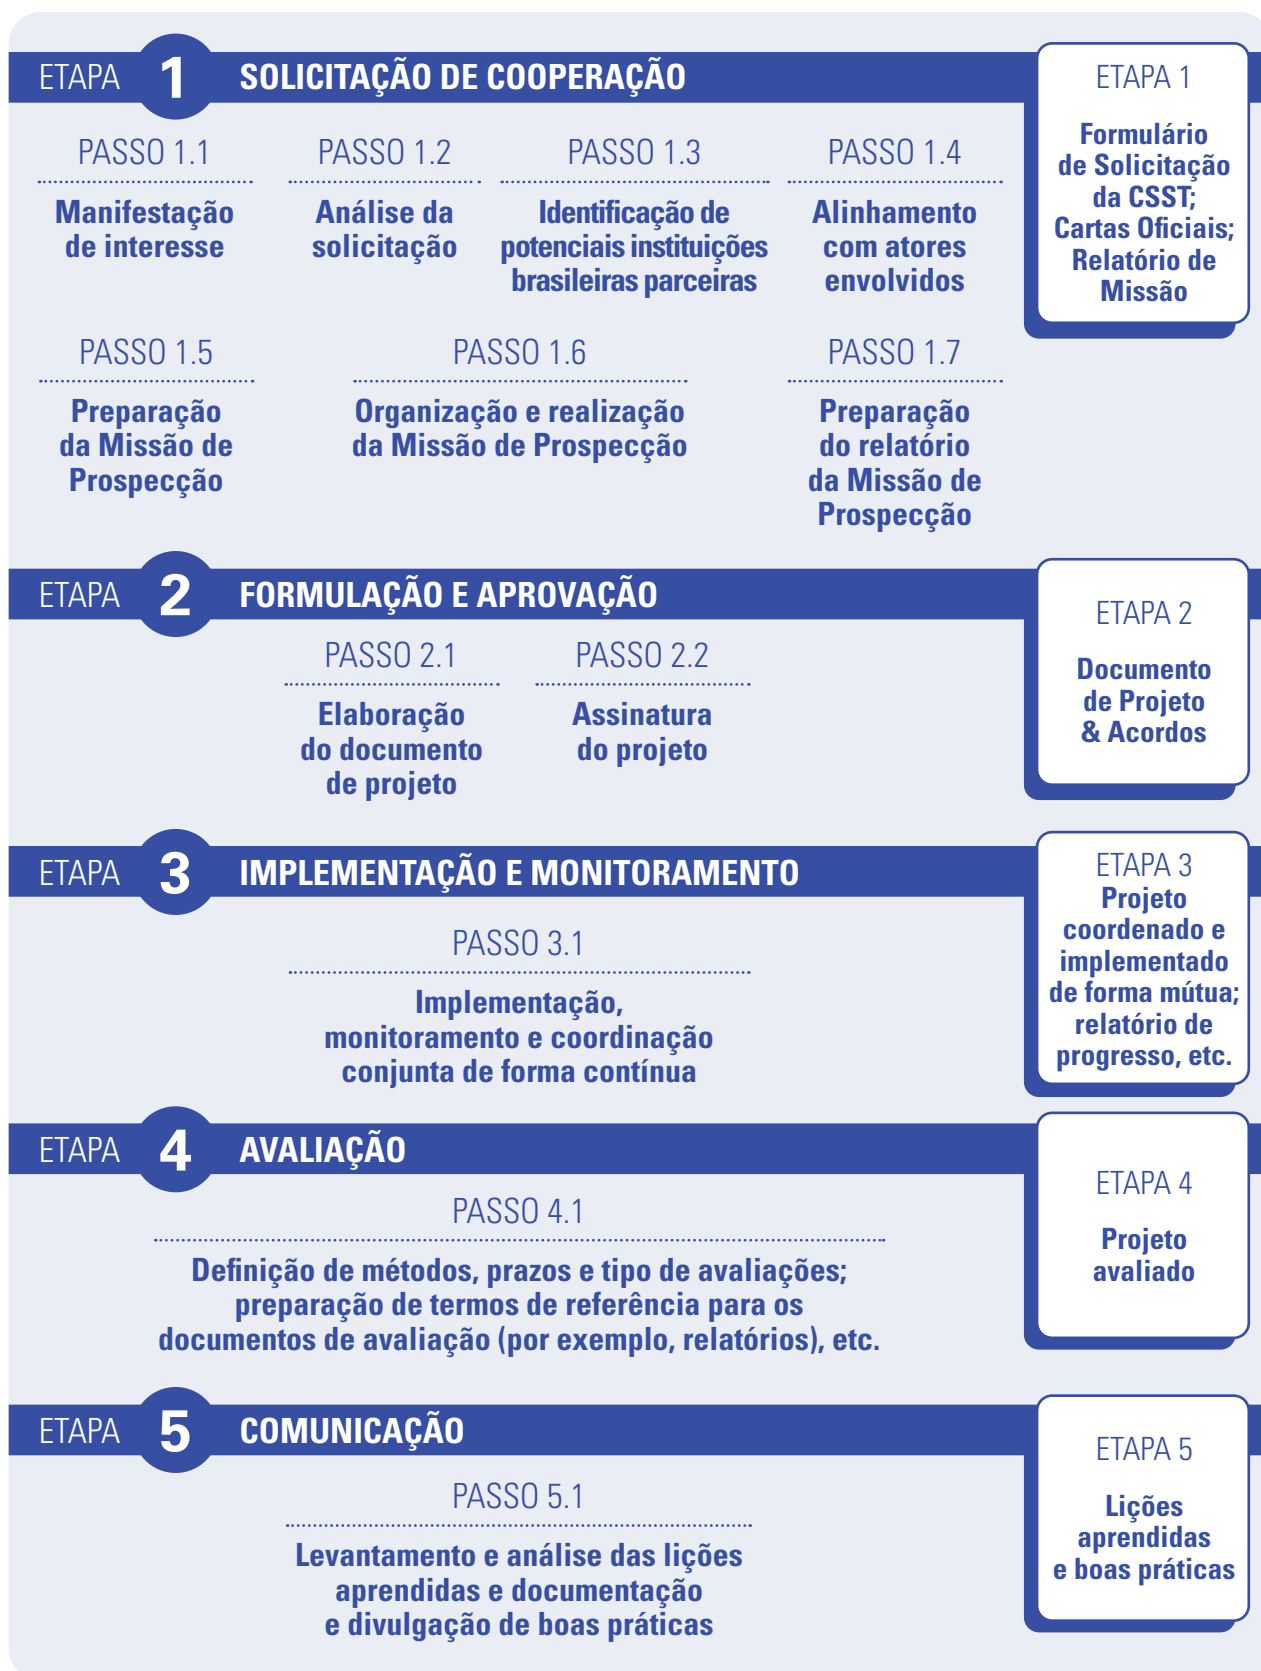 ETAPA 1 SOLICITAÇÃO DE COOPERAÇÃO
PASSO 1.1
Manifestação
de interesse
PASSO 1.2
Análise da
solicitação
PASSO 1.3
Identificação de
potenciais instituições
brasileiras parceiras
PASSO 1.4
Alinhamento
com atores
envolvidos
PASSO 1.5
Preparação
da Missão de
Prospecção
PASSO 1.6
Organização e realização
da Missão de Prospecção
PASSO 1.7
Preparação
do relatório
da Missão de
Prospecção
ETAPA 1
Formulário
de Solicitação
da CSST;
Cartas Oficiais;
Relatório de
Missão
ETAPA 2 FORMULAÇÃO E APROVAÇÃO
PASSO 2.1
Elaboração
do documento
de projeto
PASSO 2.2
Assinatura
do projeto
ETAPA 2
Documento
de Projeto
& Acordos
ETAPA 3 IMPLEMENTAÇÃO E MONITORAMENTO
PASSO 3.1
Implementação,
monitoramento e coordinação
conjunta de forma contínua
ETAPA 3
Projeto
coordenado e
implementado
de forma mútua;
relatório de
progresso, etc.
ETAPA 4 AVALIAÇÃO
PASSO 4.1
Definição de métodos, prazos e tipo de avaliações;
preparação de termos de referência para os
documentos de avaliação (por exemplo, relatórios), etc.
ETAPA 4
Projeto
avaliado
ETAPA 5 COMUNICAÇÃO
PASSO 5.1
Levantamento e análise das lições
aprendidas e documentação
e divulgação de boas práticas
ETAPA 5
Lições
aprendidas
e boas práticas